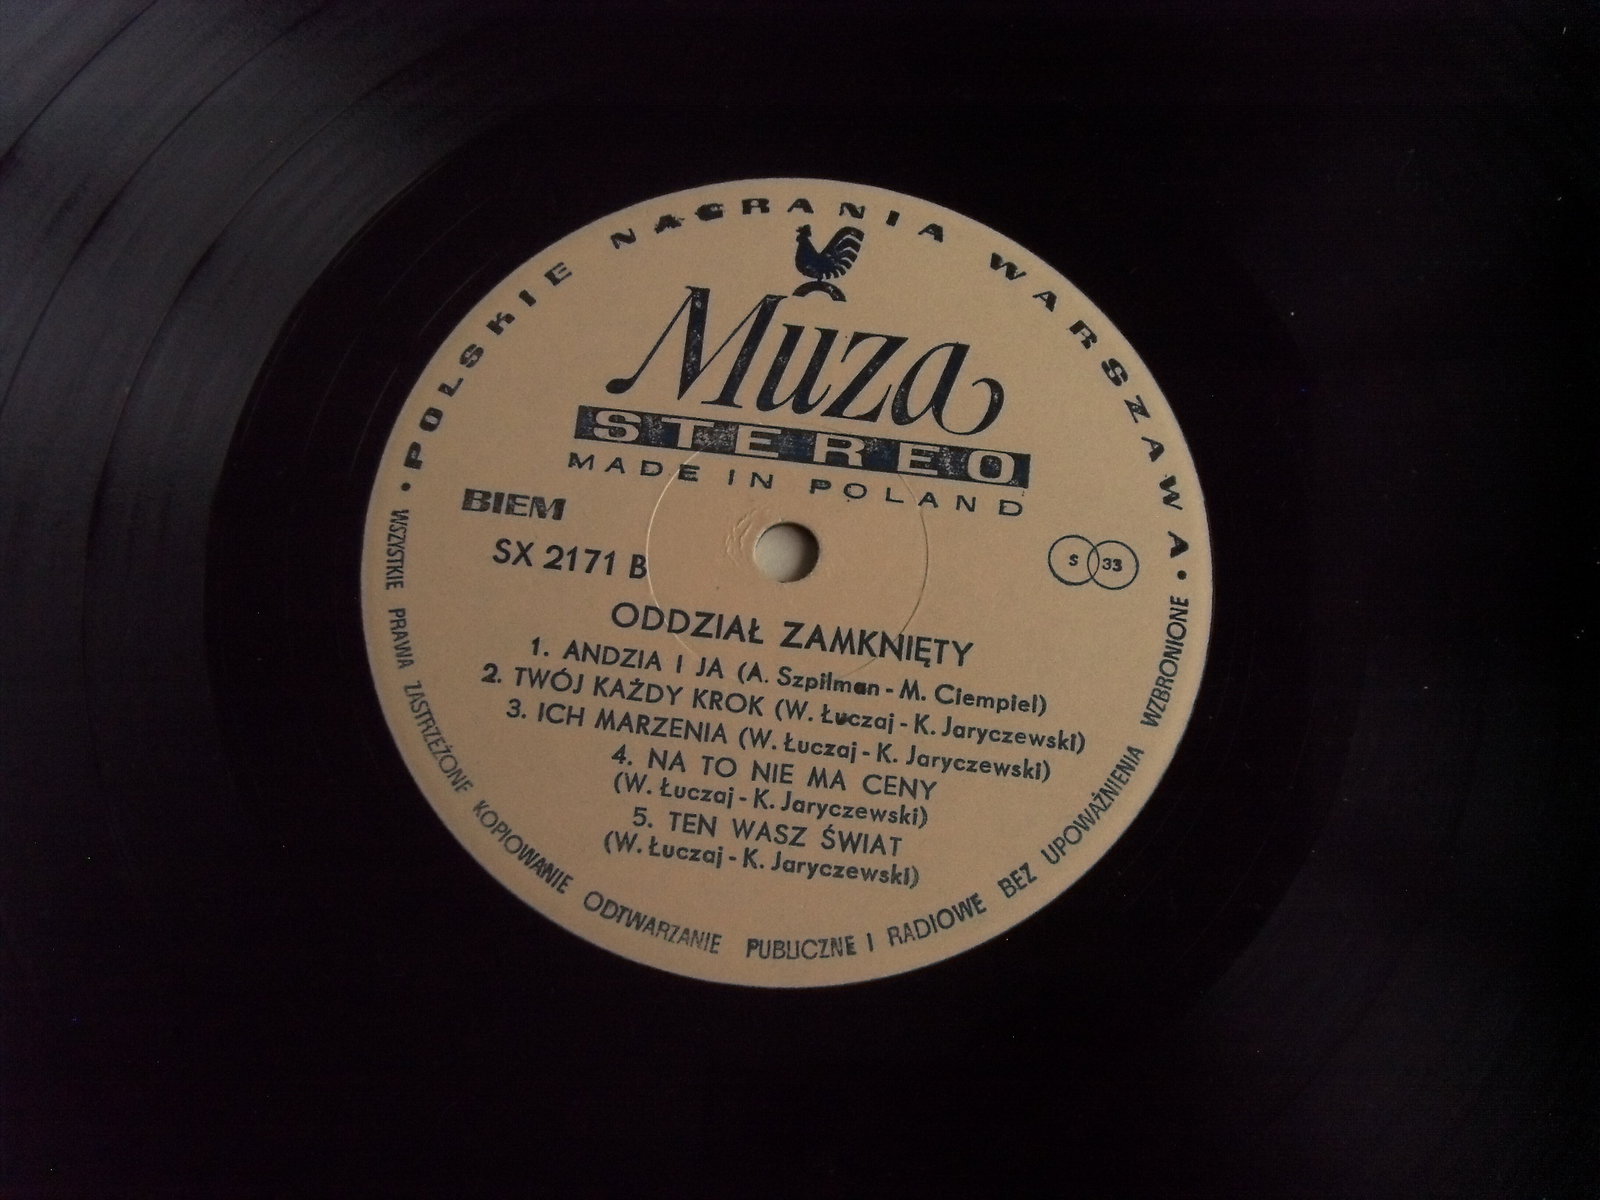 • POLSKIE NAGRANIA WARSZAWA •
Muza
STEREO
MADE IN POLAND
BIEM
SX 2171 B
S 33
ODDZIAŁ ZAMKNIĘTY
1. ANDZIA I JA (A. Szpilman - M. Ciempiel)
2. TWÓJ KAŻDY KROK (W. Łuczaj - K. Jaryczewski)
3. ICH MARZENIA (W. Łuczaj - K. Jaryczewski)
4. NA TO NIE MA CENY
(W. Łuczaj - K. Jaryczewski)
5. TEN WASZ ŚWIAT
(W. Łuczaj - K. Jaryczewski)
WSZYSTKIE PRAWA ZASTRZEŻONE KOPIOWANIE ODTWARZANIE PUBLICZNE I RADIOWE BEZ UPOWAŻNIENIA WZBRONIONE